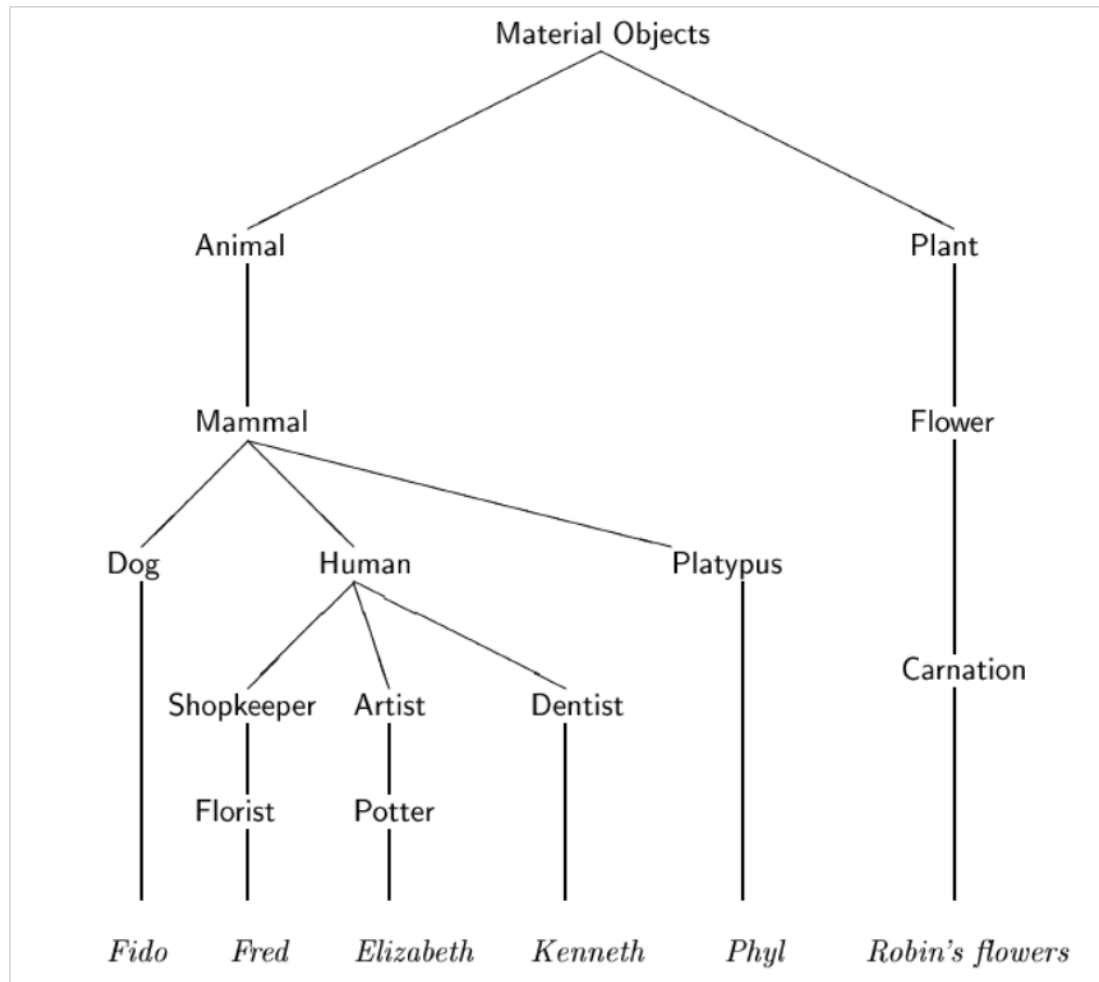 Material Objects
Animal Plant
Mammal Flower
Dog Human Platypus
Carnation
Shopkeeper Artist Dentist
Florist Potter
Fido Fred Elizabeth Kenneth Phyl Robin's flowers